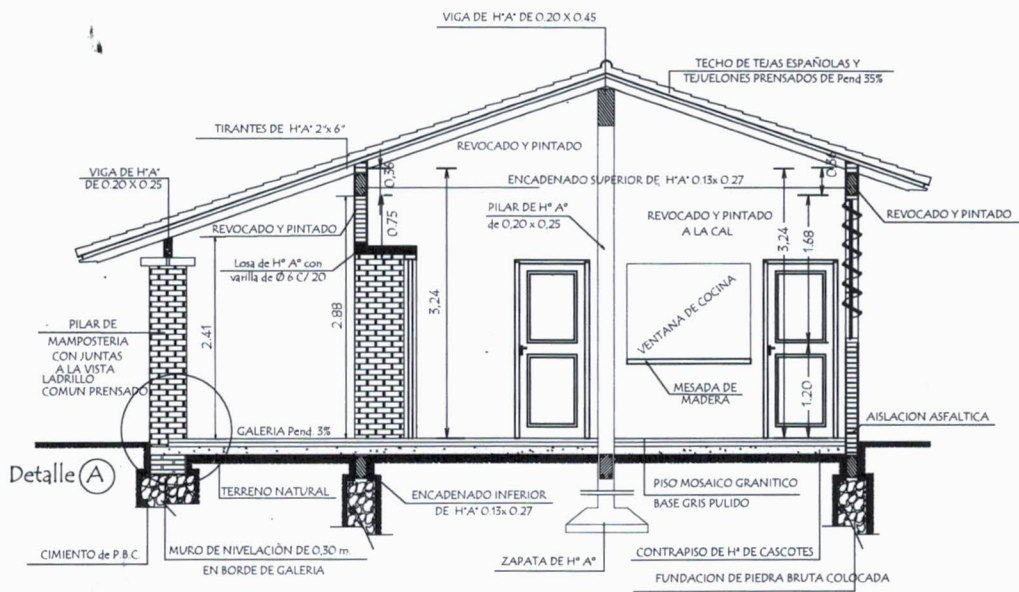 VIGA DE H°A° DE 0.20 X 0.45
TECHO DE TEJAS ESPAÑOLAS Y
TEJUELONES PRENSADOS DE Pend 35%
TIRANTES DE H°A° 2"x 6"
REVOCADO Y PINTADO
VIGA DE H°A°
DE 0.20 X 0.25
0,36
0,36
ENCADENADO SUPERIOR DE H°A° 0.13x 0.27
PILAR DE H° A°
de 0,20 x 0,25
REVOCADO Y PINTADO
A LA CAL
REVOCADO Y PINTADO
REVOCADO Y PINTADO
0.75
3,24
1.68
Losa de H° A° con
varilla de Ø 6 C/ 20
2.41
2.88
3,24
VENTANA DE COCINA
PILAR DE
MAMPOSTERIA
CON JUNTAS
A LA VISTA
LADRILLO
COMUN PRENSADO
MESADA DE
MADERA
1.20
AISLACION ASFALTICA
GALERIA Pend. 3%
Detalle A
TERRENO NATURAL
ENCADENADO INFERIOR
DE H°A° 0.13x 0.27
PISO MOSAICO GRANITICO
BASE GRIS PULIDO
CIMIENTO de P.B.C.
MURO DE NIVELACIÒN DE 0,30 m.
EN BORDE DE GALERIA
ZAPATA DE H° A°
CONTRAPISO DE Hª DE CASCOTES
FUNDACION DE PIEDRA BRUTA COLOCADA